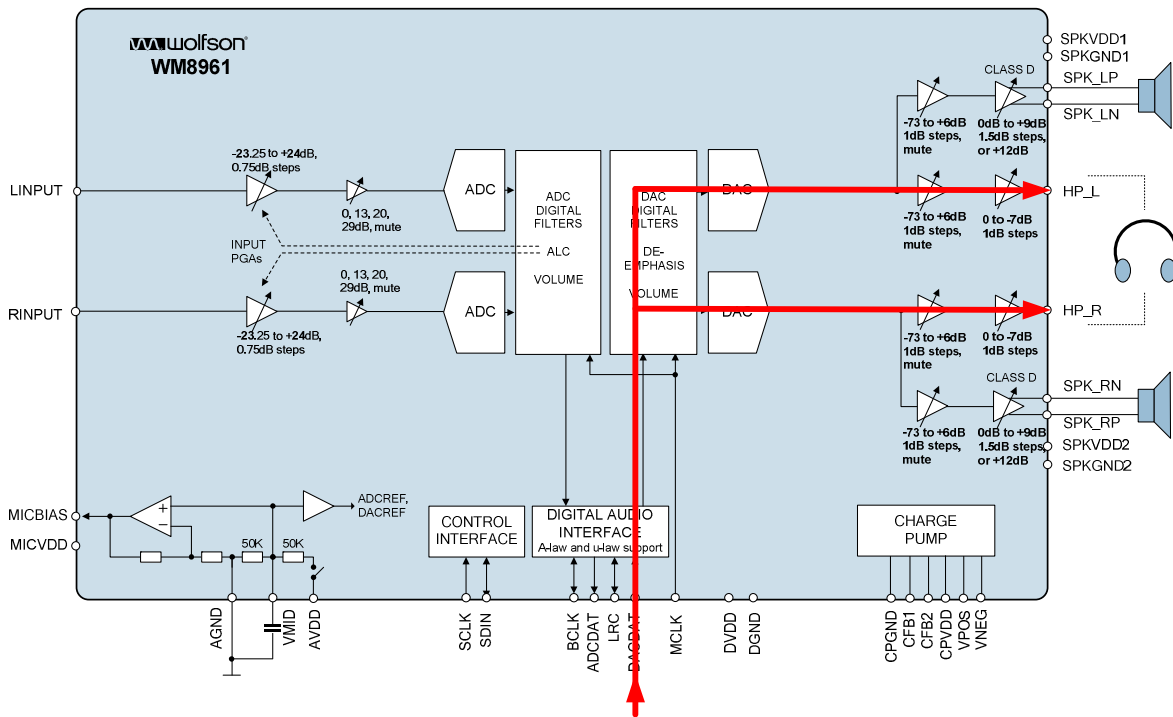 wolfson
WM8961
SPKVDD1
SPKGND1
CLASS D
SPK_LP
SPK_LN
-73 to +6dB
1dB steps,
mute
0dB to +9dB
1.5dB steps,
or +12dB
-23.25 to +24dB,
0.75dB steps
LINPUT
0, 13, 20,
29dB, mute
ADC
ADC
DIGITAL
FILTERS
ALC
VOLUME
DAC
DIGITAL
FILTERS
DE-
EMPHASIS
VOLUME
DAC
-73 to +6dB
1dB steps,
mute
0 to -7dB
1dB steps
HP_L
INPUT
PGAs
0, 13, 20,
29dB, mute
RINPUT
-23.25 to +24dB,
0.75dB steps
ADC
DAC
-73 to +6dB
1dB steps,
mute
0 to -7dB
1dB steps
HP_R
CLASS D
SPK_RN
SPK_RP
-73 to +6dB
1dB steps,
mute
0dB to +9dB
1.5dB steps,
or +12dB
SPKVDD2
SPKGND2
MICBIAS
MICVDD
+
−
ADCREF,
DACREF
50K
50K
CONTROL
INTERFACE
DIGITAL AUDIO
INTERFACE
A-law and u-law support
CHARGE
PUMP
AGND
VMID
AVDD
SCLK
SDIN
BCLK
ADCDAT
LRC
DACDAT
MCLK
DVDD
DGND
CPGND
CFB1
CFB2
CPVDD
VPOS
VNEG